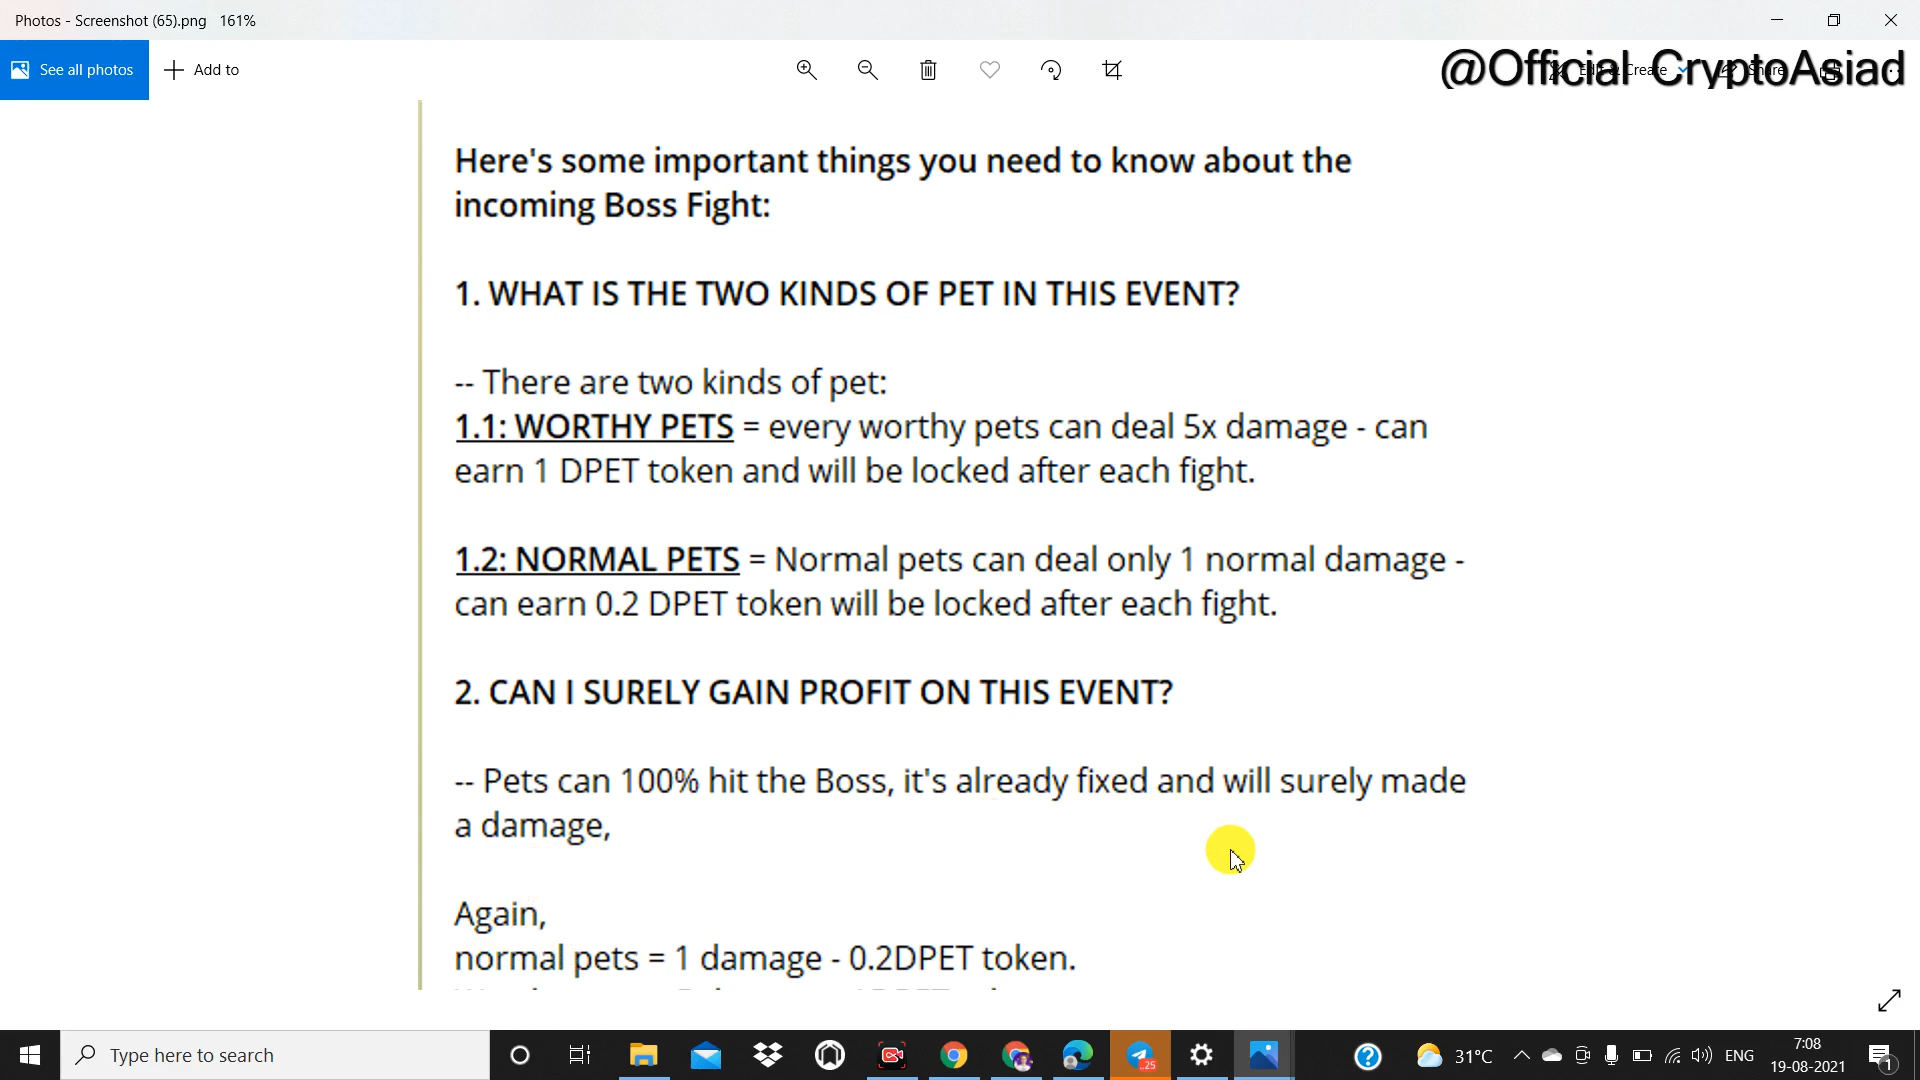 Photos - Screenshot (65).png 161%
See all photos
Add to
Edit & Create
Share
@Official CryptoAsiad
Here's some important things you need to know about the
incoming Boss Fight:
1. WHAT IS THE TWO KINDS OF PET IN THIS EVENT?
-- There are two kinds of pet:
1.1: WORTHY PETS = every worthy pets can deal 5x damage - can
earn 1 DPET token and will be locked after each fight.
1.2: NORMAL PETS = Normal pets can deal only 1 normal damage -
can earn 0.2 DPET token will be locked after each fight.
2. CAN I SURELY GAIN PROFIT ON THIS EVENT?
-- Pets can 100% hit the Boss, it's already fixed and will surely made
a damage,
Again,
normal pets = 1 damage - 0.2DPET token.
Type here to search
..25
31°C
ENG
7:08
19-08-2021
1